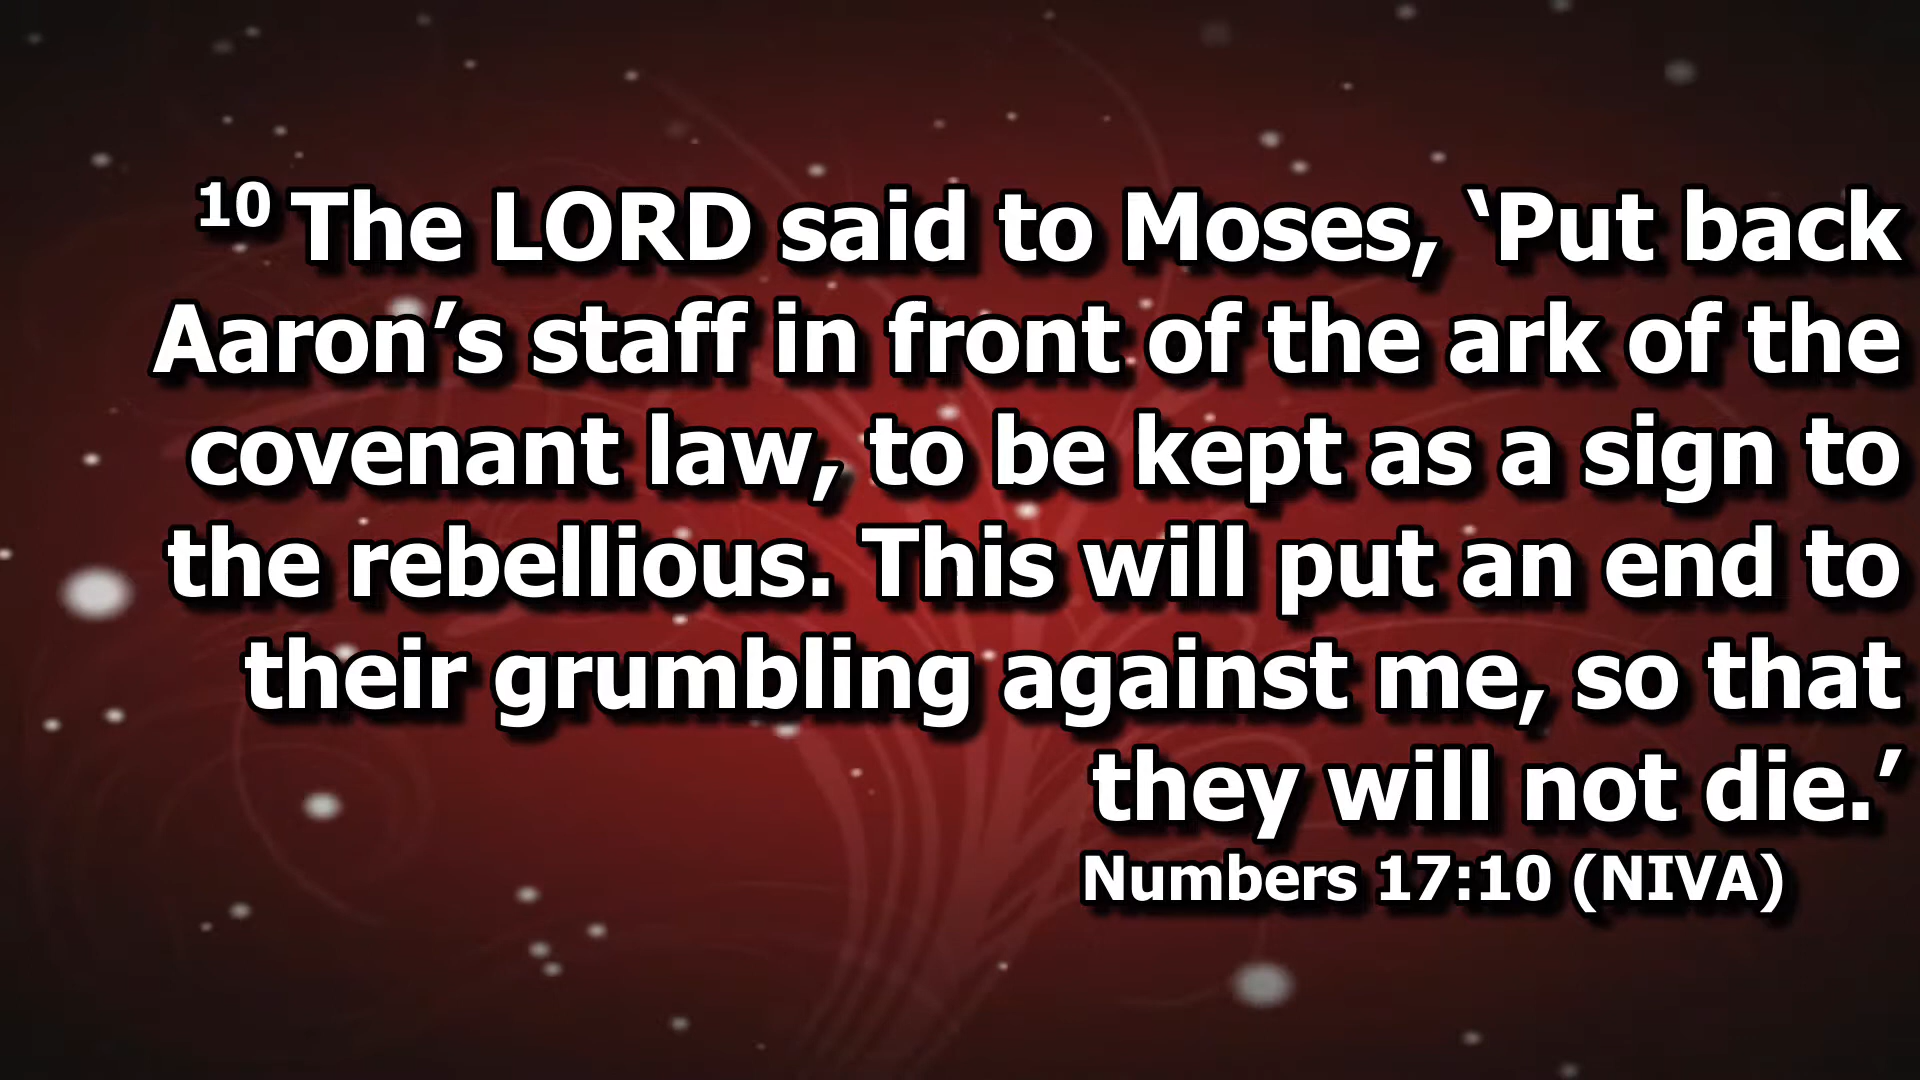 10 The LORD said to Moses, ‘Put back
Aaron’s staff in front of the ark of the
covenant law, to be kept as a sign to
the rebellious. This will put an end to
their grumbling against me, so that
they will not die.’
Numbers 17:10 (NIVA)